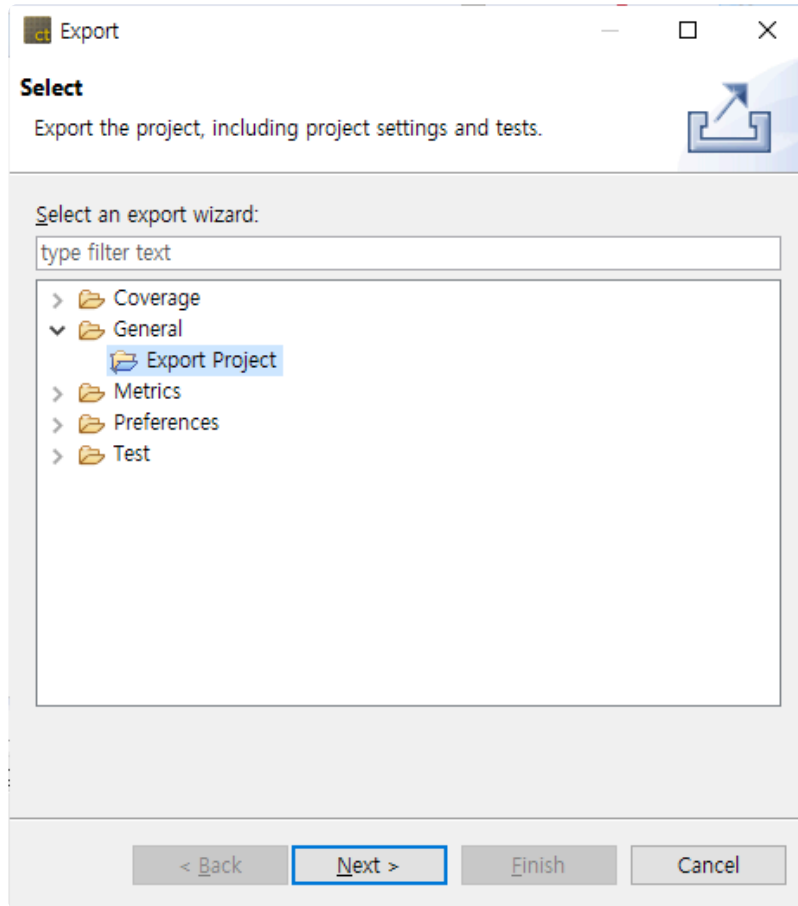 ct Export
Select
Export the project, including project settings and tests.
Select an export wizard:
type filter text
Coverage
General
Export Project
Metrics
Preferences
Test
< Back Next > Finish Cancel